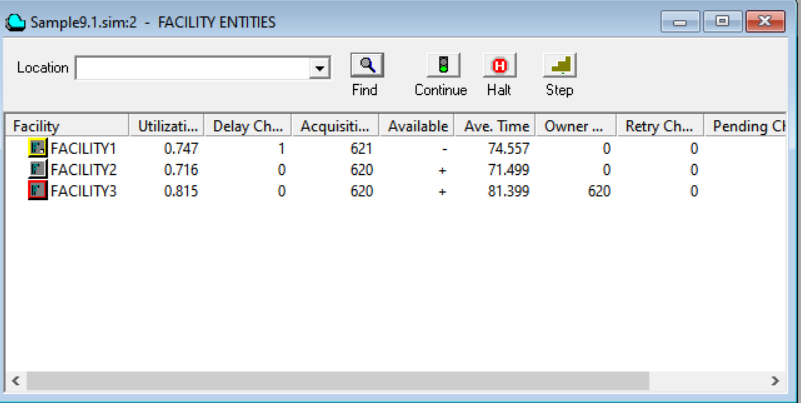 Sample9.1.sim:2 - FACILITY ENTITIES
Location
Find Continue Halt Step
Facility Utilizati... Delay Ch... Acquisiti... Available Ave. Time Owner ... Retry Ch... Pending Ch
FACILITY1 0.747 1 621 - 74.557 0 0
FACILITY2 0.716 0 620 + 71.499 0 0
FACILITY3 0.815 0 620 + 81.399 620 0